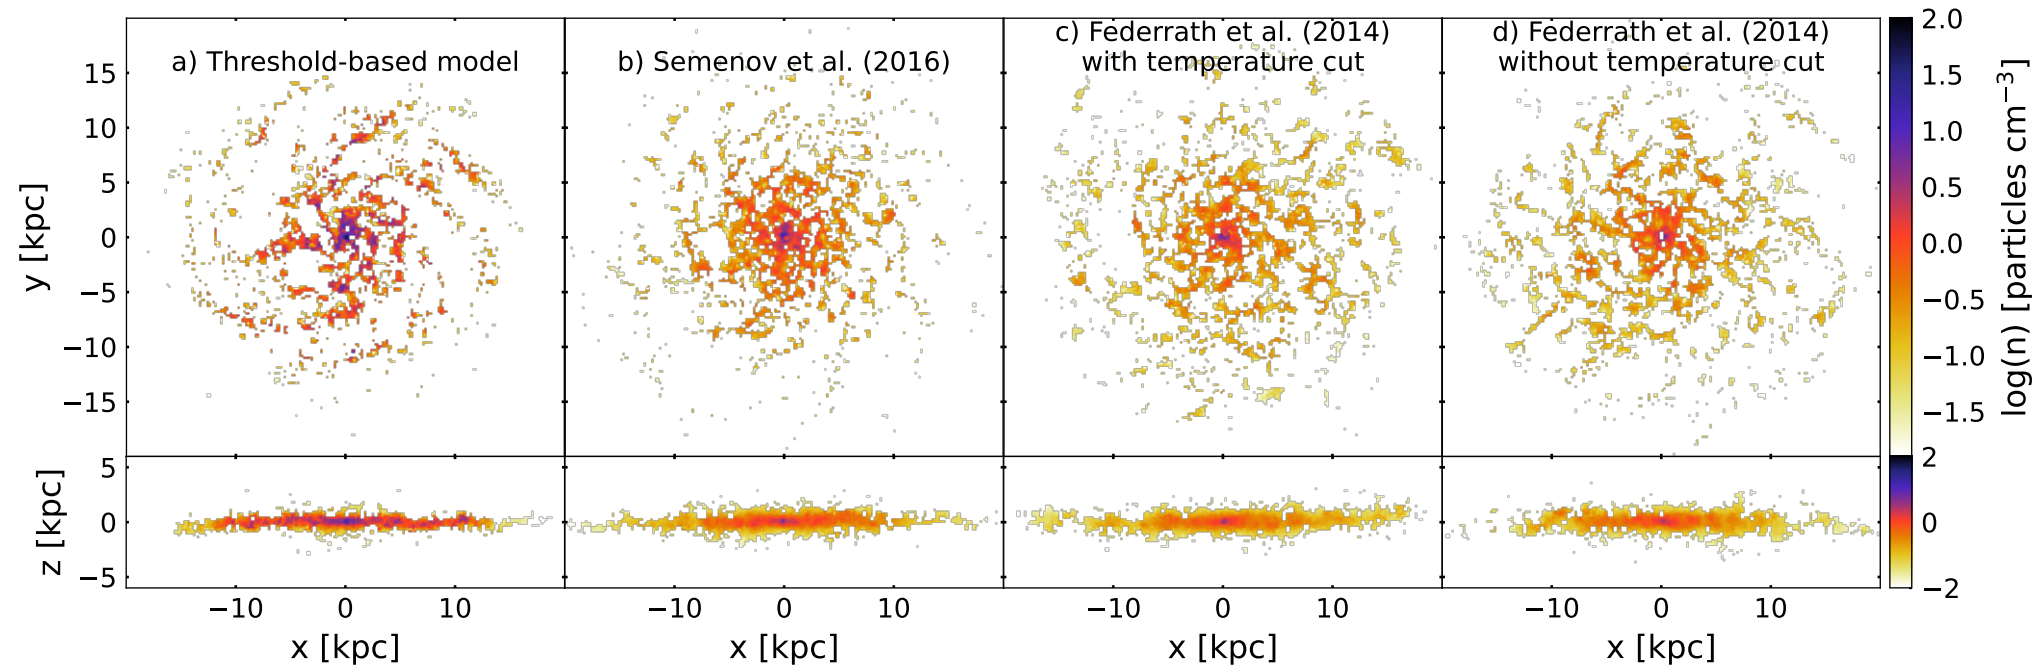 a) Threshold-based model
b) Semenov et al. (2016)
c) Federrath et al. (2014)
with temperature cut
d) Federrath et al. (2014)
without temperature cut
y [kpc]
15
10
5
0
−5
−10
−15
z [kpc]
5
0
−5
−10 0 10
x [kpc]
−10 0 10
x [kpc]
−10 0 10
x [kpc]
−10 0 10
x [kpc]
2.0
1.5
1.0
0.5
0.0
−0.5
−1.0
−1.5
2
0
−2
log(n) [particles cm⁻³]